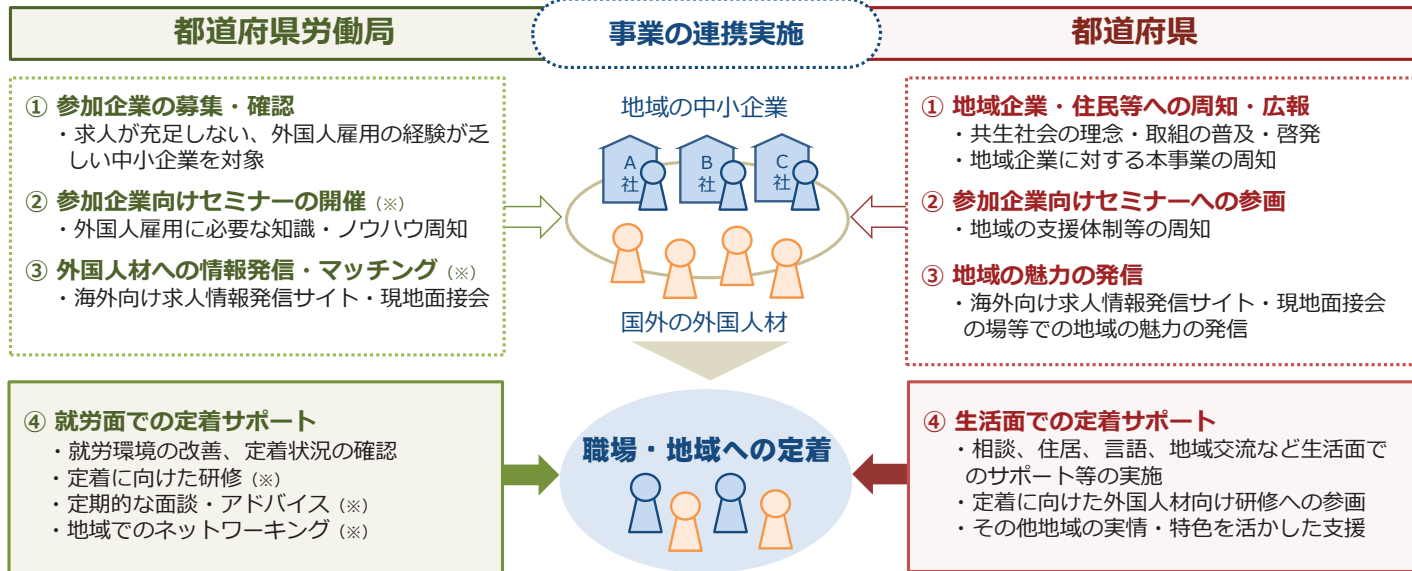 都道府県労働局
事業の連携実施
都道府県
① 参加企業の募集・確認
・求人が充足しない、外国人雇用の経験が乏
しい中小企業を対象
② 参加企業向けセミナーの開催（※）
・外国人雇用に必要な知識・ノウハウ周知
③ 外国人材への情報発信・マッチング（※）
・海外向け求人情報発信サイト・現地面接会
地域の中小企業
A
社
B
社
C
社
国外の外国人材
① 地域企業・住民等への周知・広報
・共生社会の理念・取組の普及・啓発
・地域企業に対する本事業の周知
② 参加企業向けセミナーへの参画
・地域の支援体制等の周知
③ 地域の魅力の発信
・海外向け求人情報発信サイト・現地面接会
の場等での地域の魅力の発信
④ 就労面での定着サポート
・就労環境の改善、定着状況の確認
・定着に向けた研修（※）
・定期的な面談・アドバイス（※）
・地域でのネットワーキング（※）
職場・地域への定着
④ 生活面での定着サポート
・相談、住居、言語、地域交流など生活面で
のサポート等の実施
・定着に向けた外国人材向け研修への参画
・その他地域の実情・特色を活かした支援